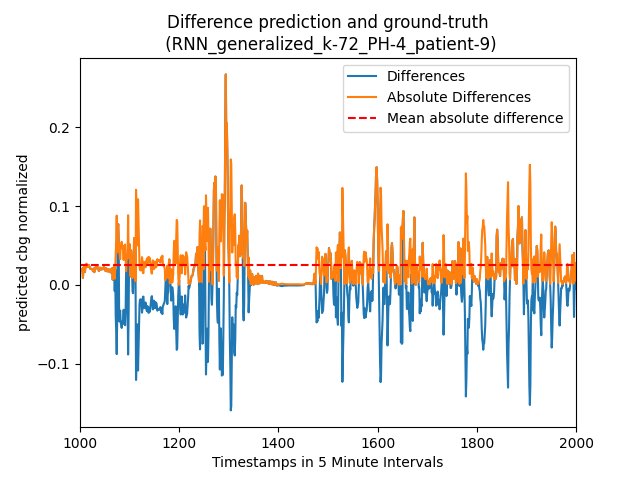 Difference prediction and ground-truth
(RNN_generalized_k-72_PH-4_patient-9)
Differences
Absolute Differences
Mean absolute difference
predicted cbg normalized
0.2
0.1
0.0
−0.1
1000 1200 1400 1600 1800 2000
Timestamps in 5 Minute Intervals